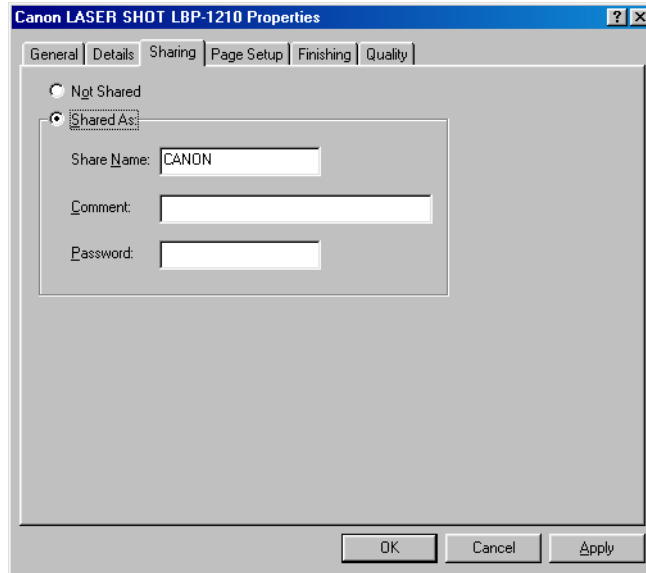 Canon LASER SHOT LBP-1210 Properties
General Details Sharing Page Setup Finishing Quality
Not Shared
Shared As:
Share Name: CANON
Comment:
Password:
OK Cancel Apply